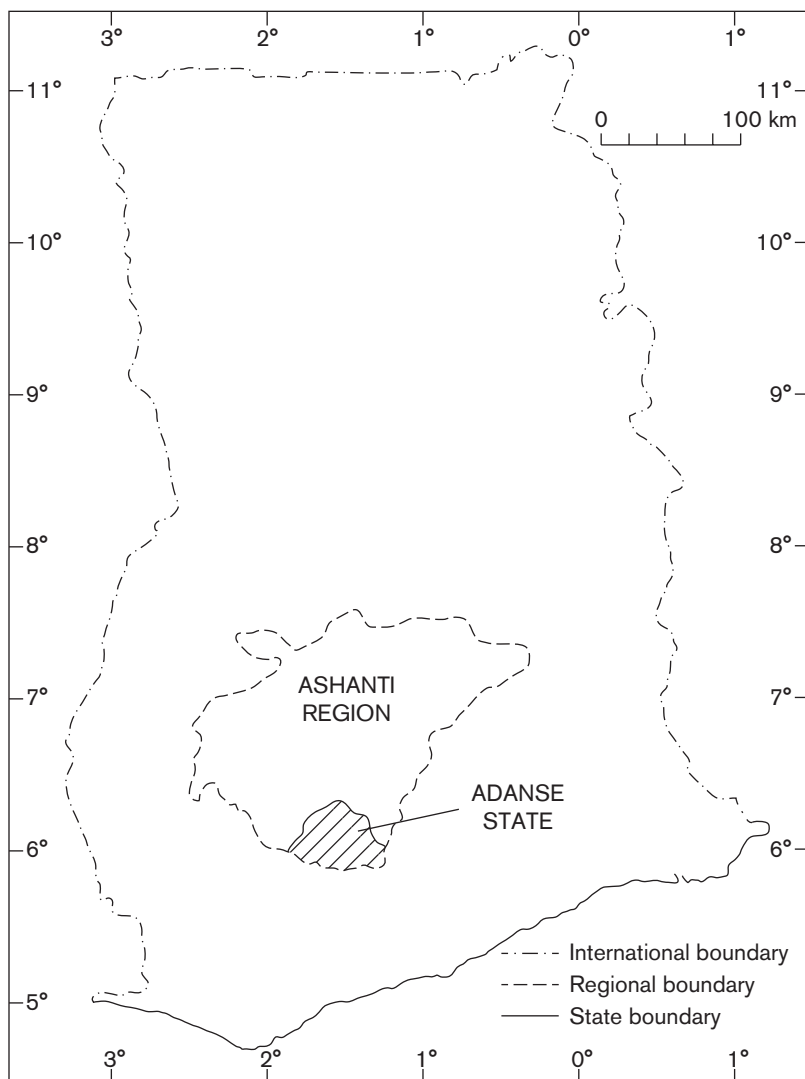 3° 2° 1° 0° 1°
11° 11°
0 100 km
10° 10°
9° 9°
8° 8°
7° 7°
ASHANTI
REGION
ADANSE
STATE
6° 6°
International boundary
Regional boundary
5° State boundary
3° 2° 1° 0° 1°